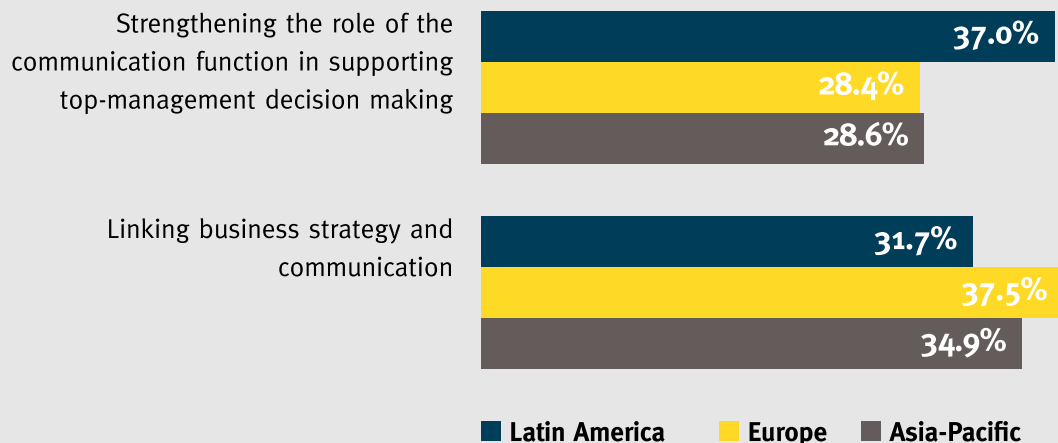 Strengthening the role of the
communication function in supporting
top-management decision making
37.0%
28.4%
28.6%
Linking business strategy and
communication
31.7%
37.5%
34.9%
Latin America Europe Asia-Pacific